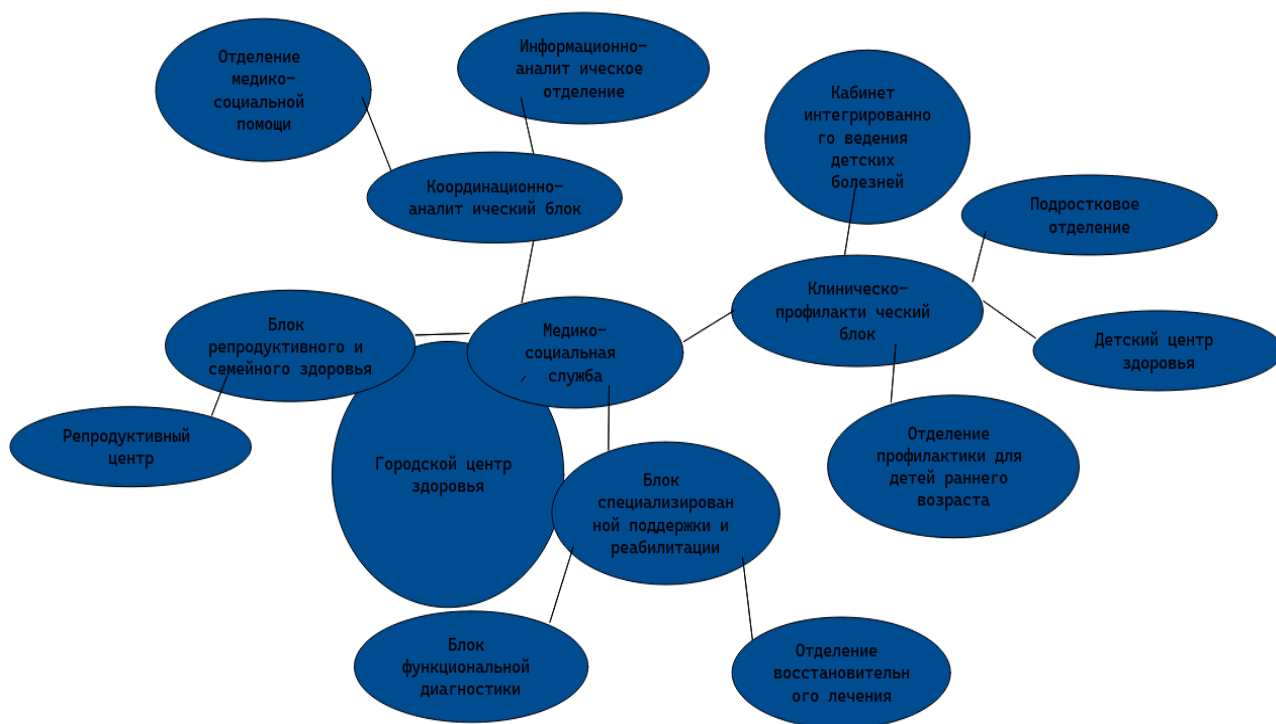 Отделение
медико-
социальной
помощи
Информационно-
аналит ическое
отделение
Кабинет
интегрированно
го ведения
детских
болезней
Координационно-
аналит ический блок
Подростковое
отделение
Клиническо-
профилакти ческий
блок
Блок
репродуктивного и
семейного здоровья
Медико-
социальная
служба
Детский центр
здоровья
Репродуктивный
центр
Городской центр
здоровья
Отделение
профилактики для
детей раннего
возраста
Блок
специализирован
ной поддержки и
реабилитации
Блок
функциональной
диагностики
Отделение
восстановительн
ого лечения